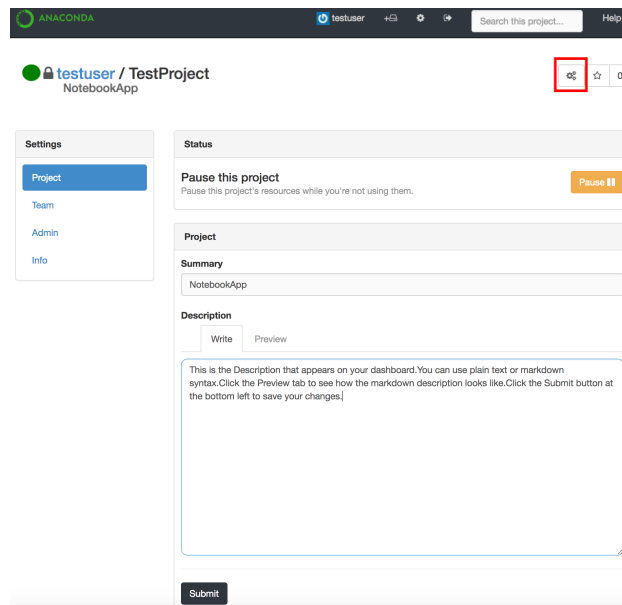 ANACONDA
testuser
Search this project...
Help
testuser / TestProject
NotebookApp
0
Settings
Project
Team
Admin
Info
Status
Pause this project
Pause this project's resources while you're not using them.
Pause
Project
Summary
NotebookApp
Description
Write
Preview
This is the Description that appears on your dashboard.You can use plain text or markdown
syntax.Click the Preview tab to see how the markdown description looks like.Click the Submit button at
the bottom left to save your changes.
Submit